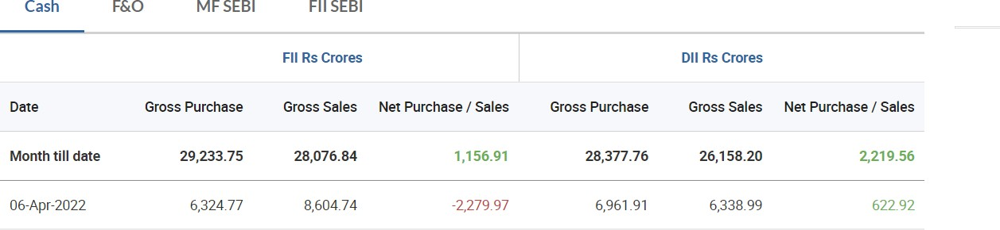 Cash F&O MF SEBI FII SEBI
FII Rs Crores DII Rs Crores
Date Gross Purchase Gross Sales Net Purchase / Sales Gross Purchase Gross Sales Net Purchase / Sales
Month till date 29,233.75 28,076.84 1,156.91 28,377.76 26,158.20 2,219.56
06-Apr-2022 6,324.77 8,604.74 -2,279.97 6,961.91 6,338.99 622.92